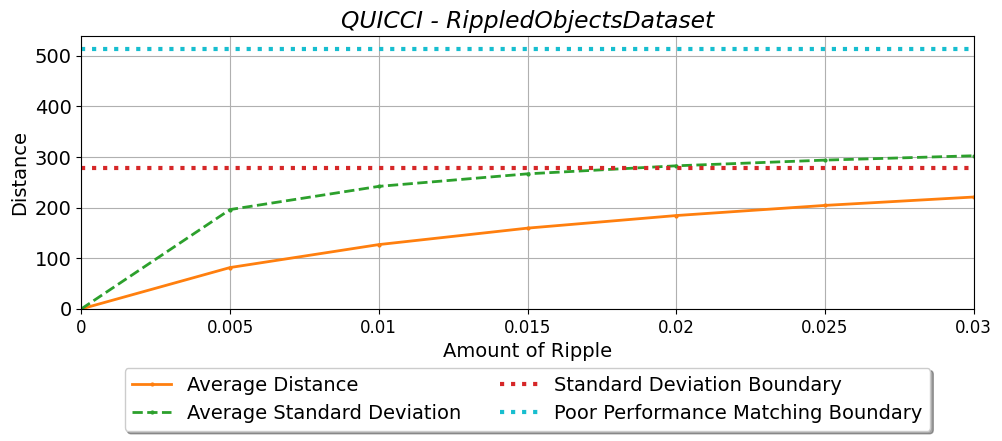 QUICCI - RippledObjectsDataset
500
400
300
200
100
0
Distance
0 0.005 0.01 0.015 0.02 0.025 0.03
Amount of Ripple
Average Distance
Average Standard Deviation
Standard Deviation Boundary
Poor Performance Matching Boundary